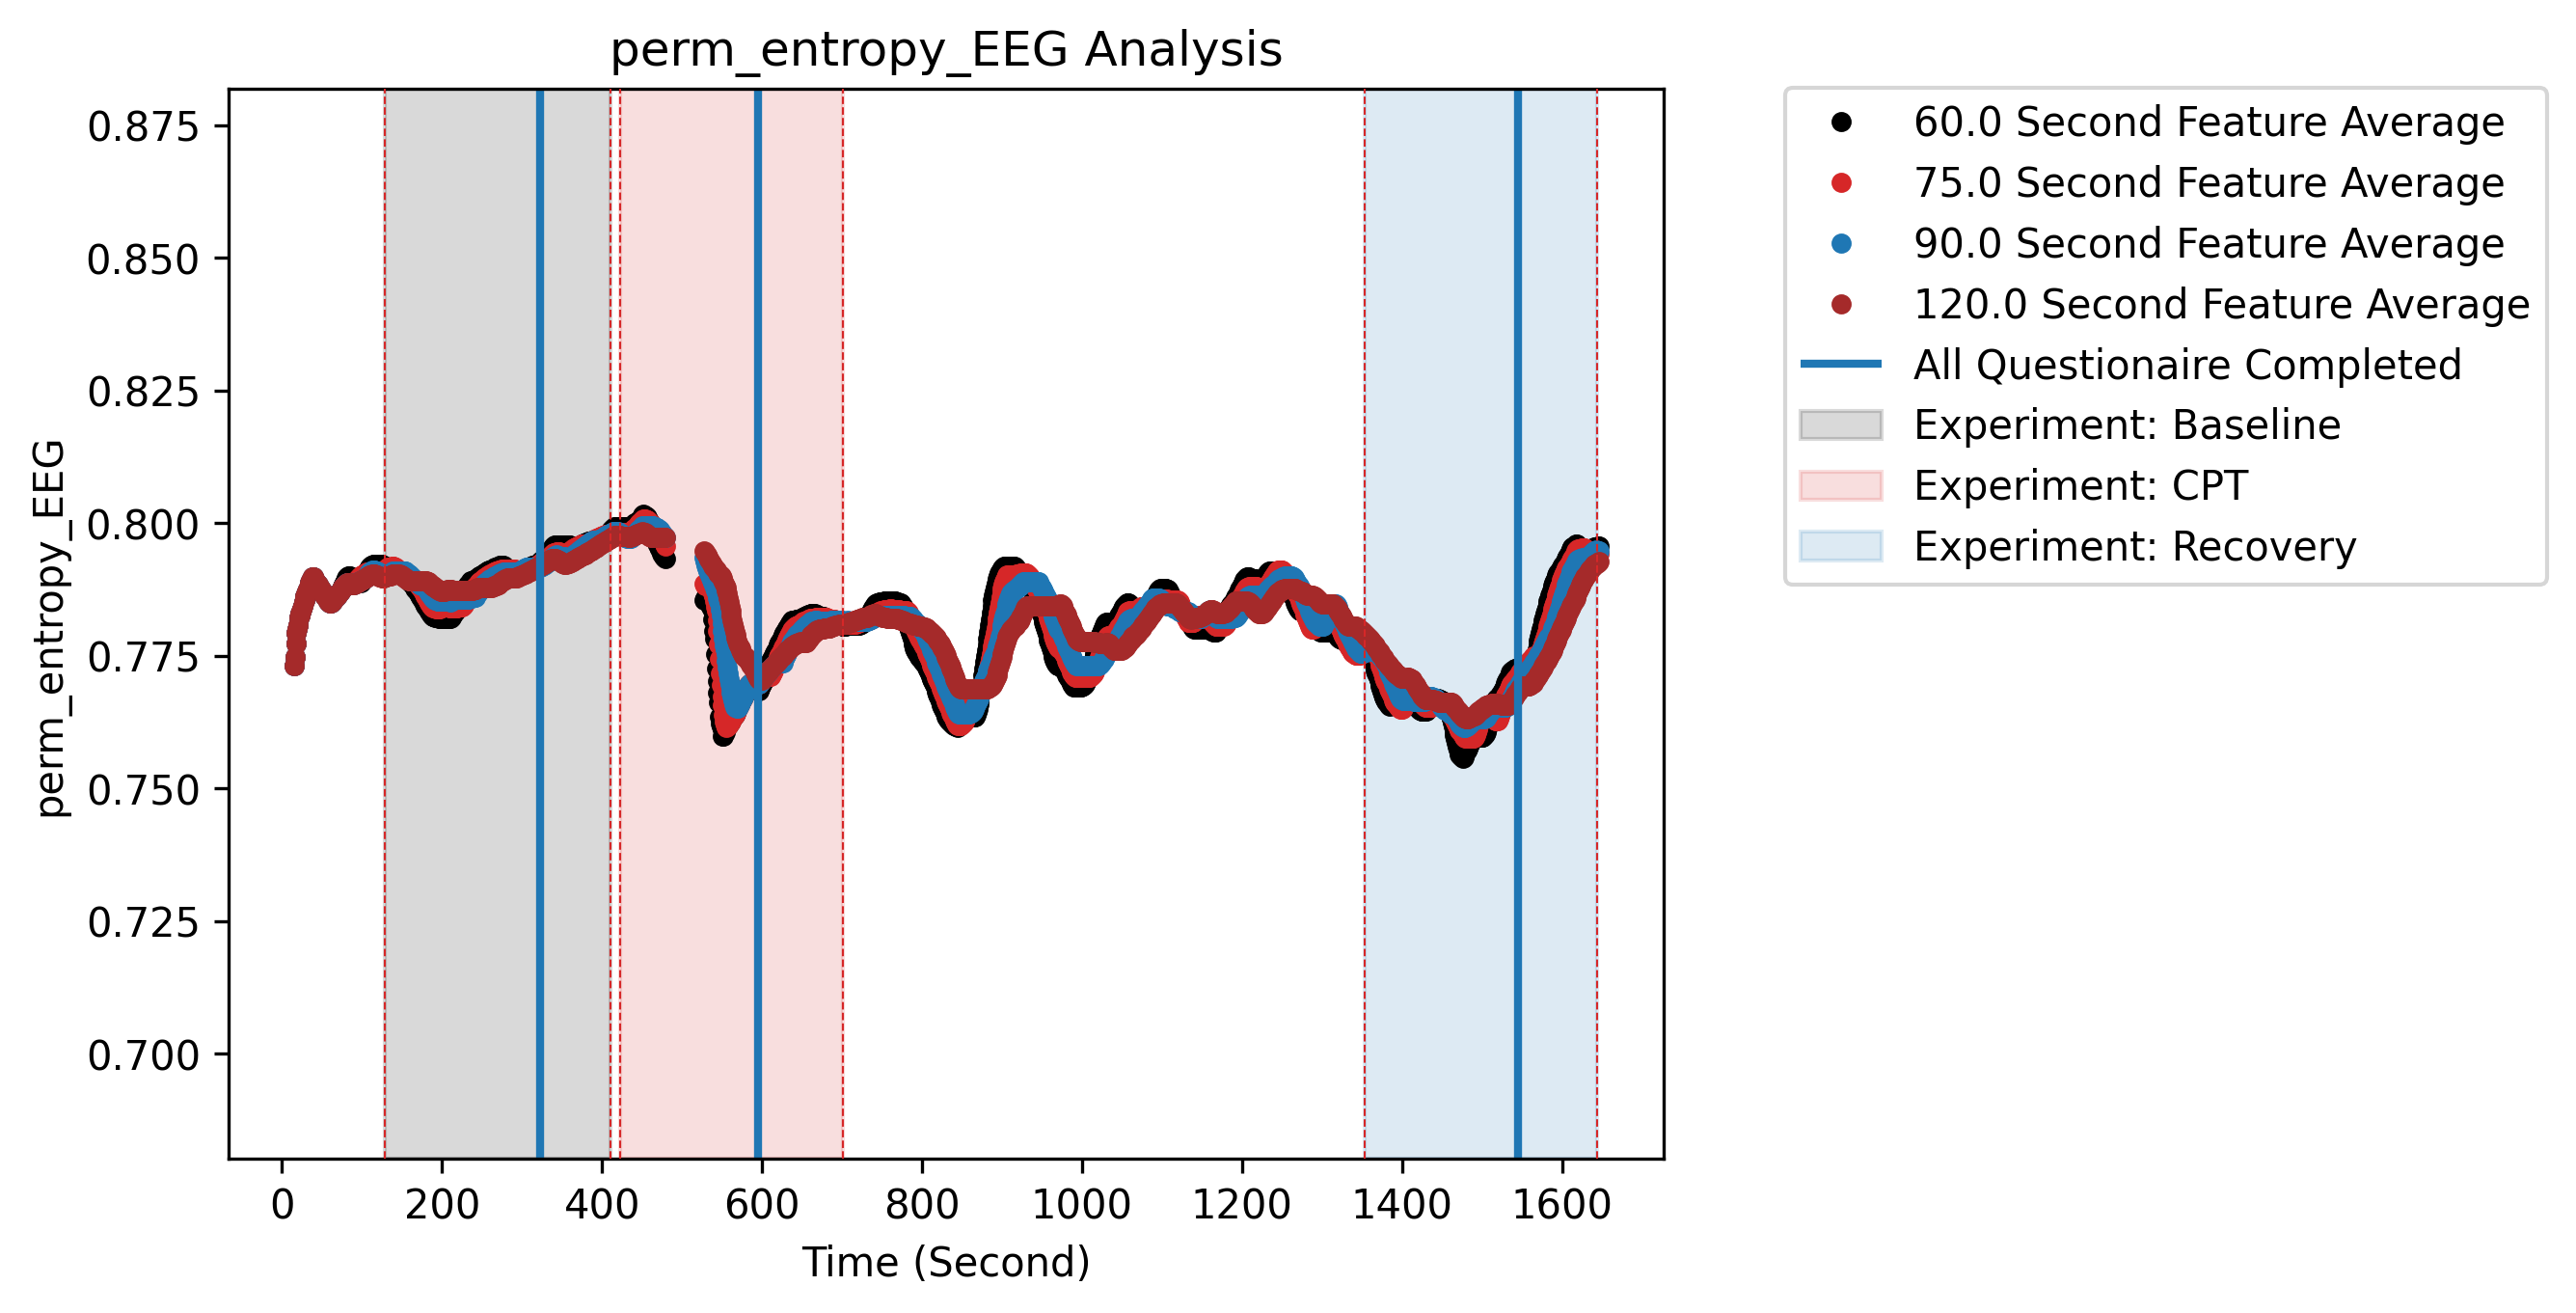 perm_entropy_EEG Analysis
0.875
0.850
0.825
0.800
0.775
0.750
0.725
0.700
perm_entropy_EEG
0 200 400 600 800 1000 1200 1400 1600
Time (Second)
60.0 Second Feature Average
75.0 Second Feature Average
90.0 Second Feature Average
120.0 Second Feature Average
All Questionaire Completed
Experiment: Baseline
Experiment: CPT
Experiment: Recovery